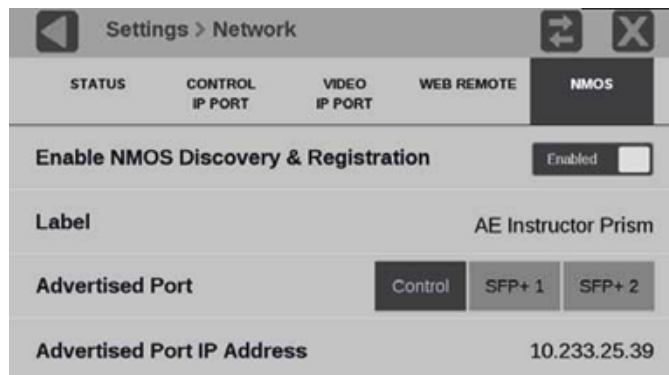 Settings > Network
STATUS
CONTROL
IP PORT
VIDEO
IP PORT
WEB REMOTE
NMOS
Enable NMOS Discovery & Registration
Enabled
Label
AE Instructor Prism
Advertised Port
Control
SFP+ 1
SFP+ 2
Advertised Port IP Address
10.233.25.39